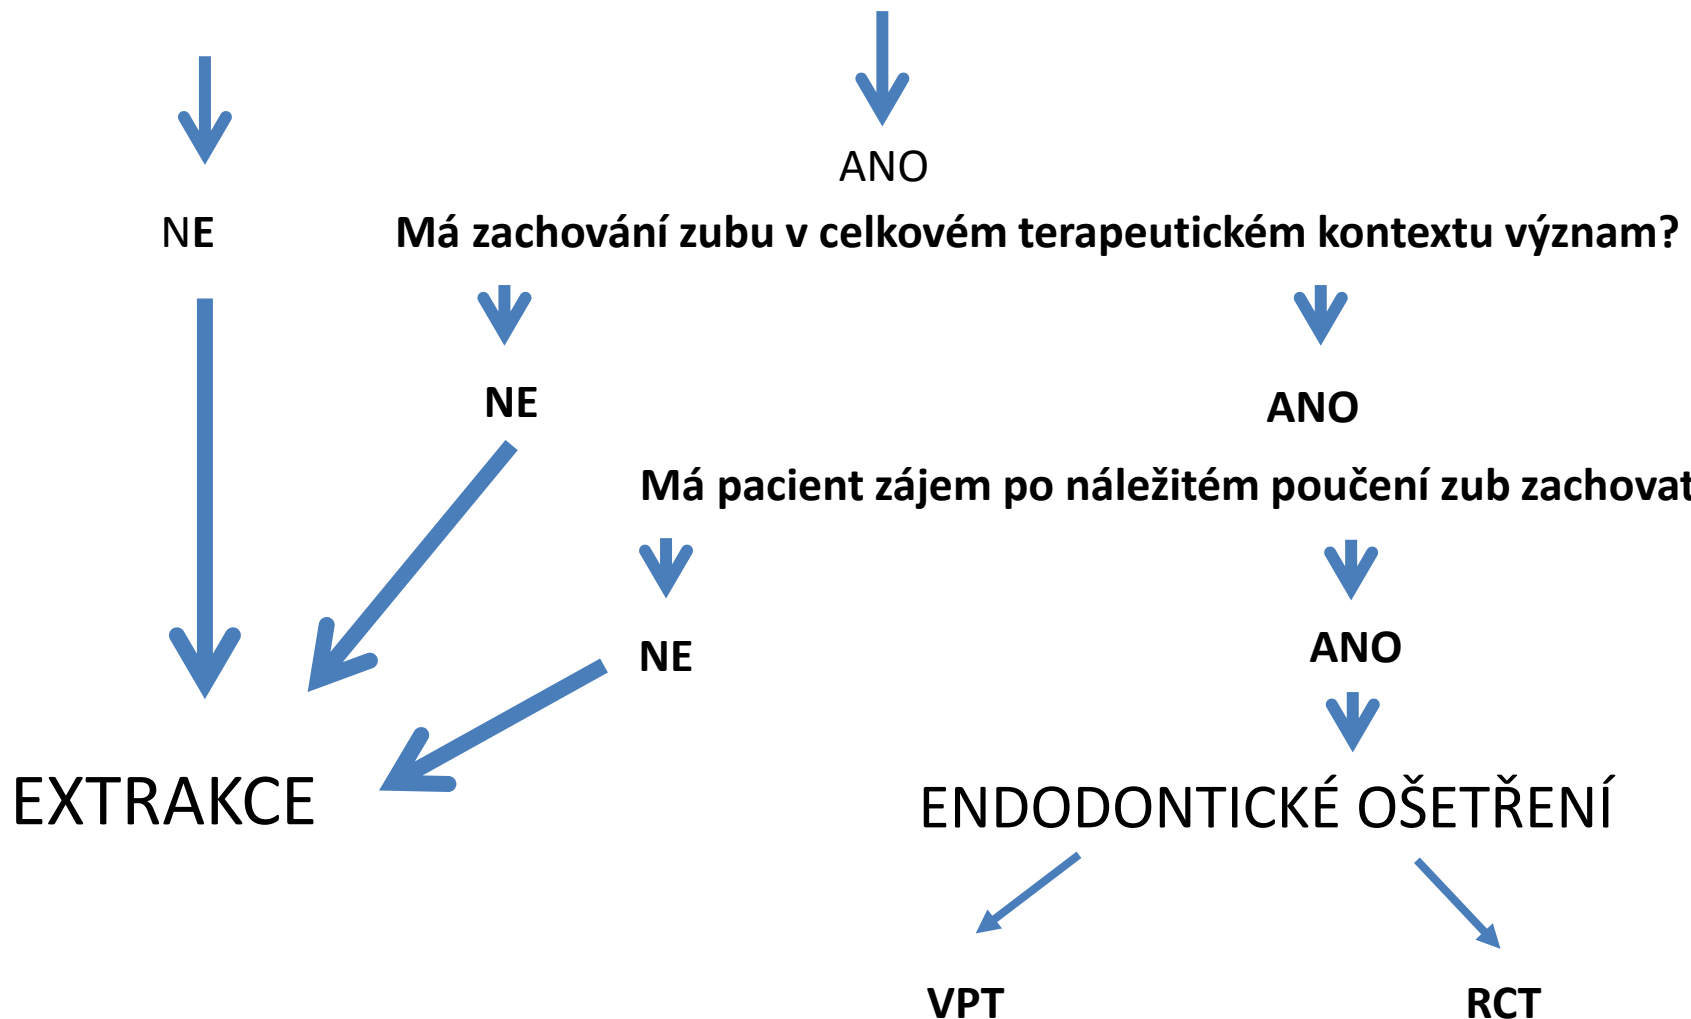 ANO
NE
Má zachování zubu v celkovém terapeutickém kontextu význam?
NE
ANO
Má pacient zájem po náležitém poučení zub zachovat
NE
ANO
EXTRAKCE
ENDODONTICKÉ OŠETŘENÍ
VPT
RCT